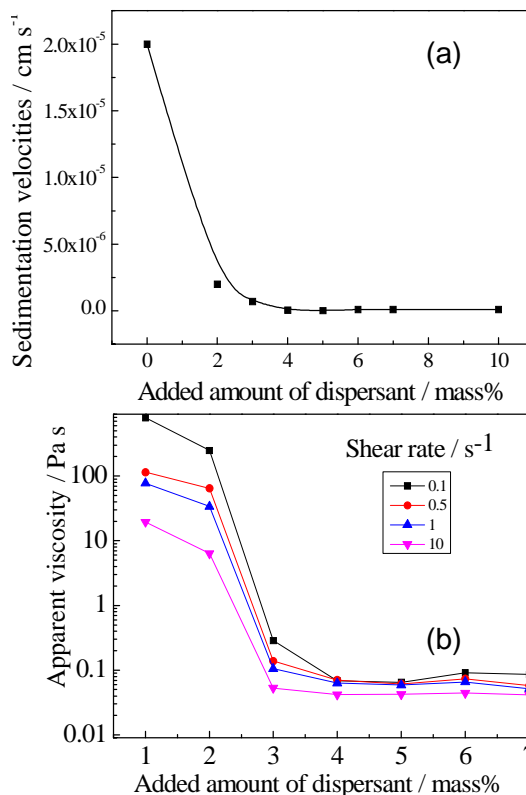 (a)
2.0x10⁻⁵
1.5x10⁻⁵
1.0x10⁻⁵
5.0x10⁻⁶
0.0
Sedimentation velocities / cm s⁻¹
0 2 4 6 8 10
Added amount of dispersant / mass%
Shear rate / s⁻¹
0.1
0.5
1
10
100
10
1
0.1
0.01
Apparent viscosity / Pa s
(b)
1 2 3 4 5 6 7
Added amount of dispersant / mass%